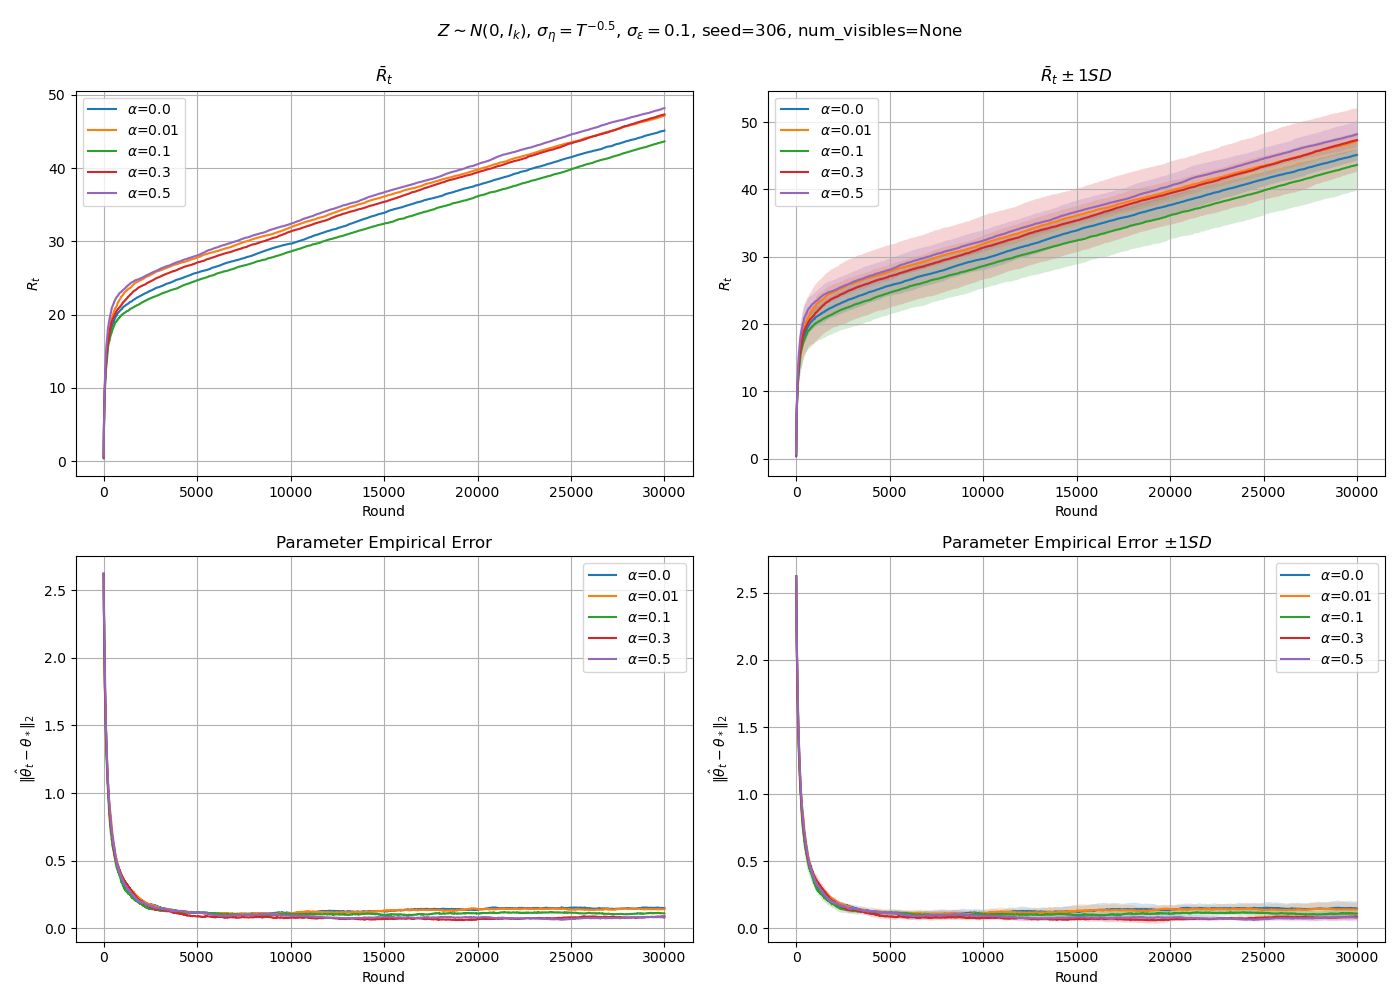 Z ∼ N(0, I_k), σ_η = T^{−0.5}, σ_ε = 0.1, seed=306, num_visibles=None
R̄_t
R_t
50
40
30
20
10
0
α=0.0
α=0.01
α=0.1
α=0.3
α=0.5
0 5000 10000 15000 20000 25000 30000
Round
R̄_t ± 1SD
R_t
50
40
30
20
10
0
α=0.0
α=0.01
α=0.1
α=0.3
α=0.5
0 5000 10000 15000 20000 25000 30000
Round
Parameter Empirical Error
‖θ̂_t − θ_*‖_2
2.5
2.0
1.5
1.0
0.5
0.0
α=0.0
α=0.01
α=0.1
α=0.3
α=0.5
0 5000 10000 15000 20000 25000 30000
Round
Parameter Empirical Error ±1SD
‖θ̂_t − θ_*‖_2
2.5
2.0
1.5
1.0
0.5
0.0
α=0.0
α=0.01
α=0.1
α=0.3
α=0.5
0 5000 10000 15000 20000 25000 30000
Round